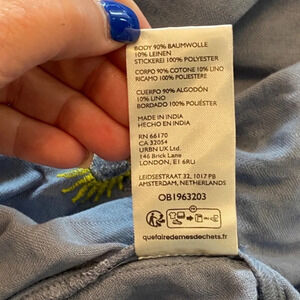 BODY 90% BAUMWOLLE
10% LEINEN
STICKEREI 100% POLYESTER
CORPO 90% COTONE 10% LINO
RICAMO 100% POLIESTERE
CUERPO 90% ALGODÓN
10% LINO
BORDADO 100% POLIÉSTER
MADE IN INDIA
HECHO EN INDIA
RN 66170
CA 32054
URBN UK Ltd.
146 Brick Lane
LONDON, E1 6RU
LEIDSESTRAAT 32, 1017 PB
AMSTERDAM, NETHERLANDS
OB1963203
FR
quefairedemesdechets.fr